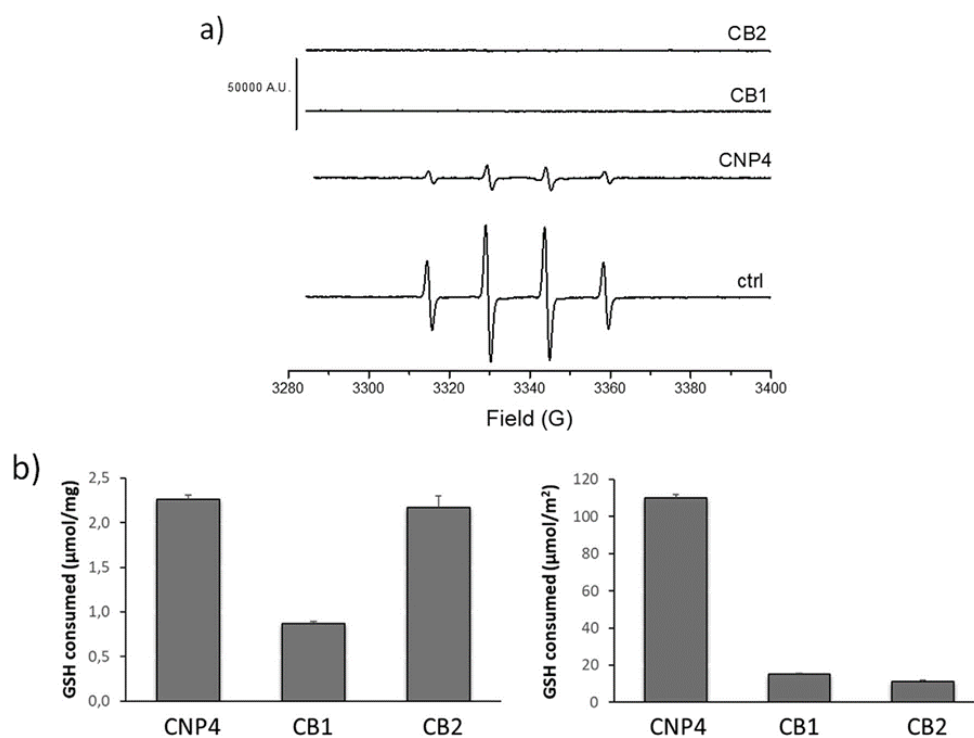 a)
CB2
50000 A.U.
CB1
CNP4
ctrl
3280 3300 3320 3340 3360 3380 3400
Field (G)
b)
GSH consumed (µmol/mg)
2,5
2,0
1,5
1,0
0,5
0,0
CNP4 CB1 CB2
GSH consumed (µmol/m²)
120
100
80
60
40
20
0
CNP4 CB1 CB2